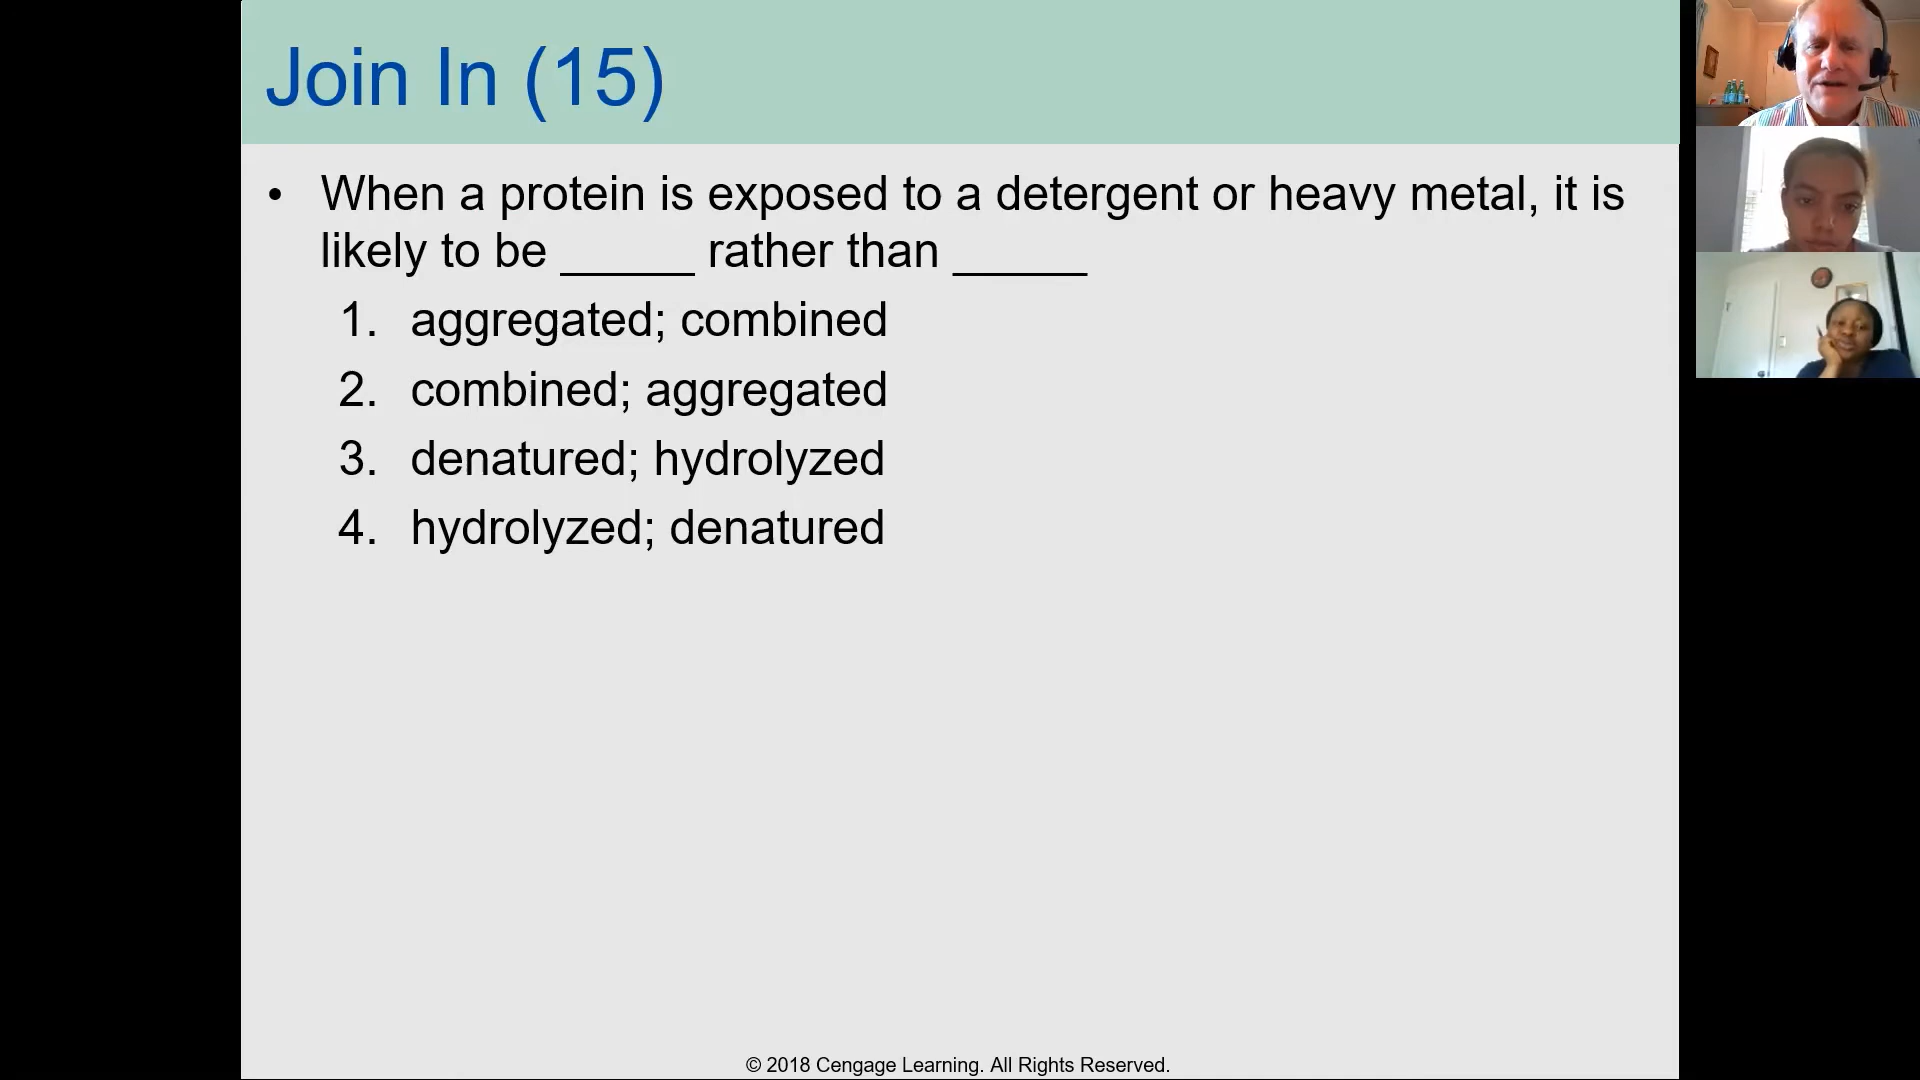 Join In (15)
• When a protein is exposed to a detergent or heavy metal, it is
likely to be _____ rather than _____
1. aggregated; combined
2. combined; aggregated
3. denatured; hydrolyzed
4. hydrolyzed; denatured
© 2018 Cengage Learning. All Rights Reserved.